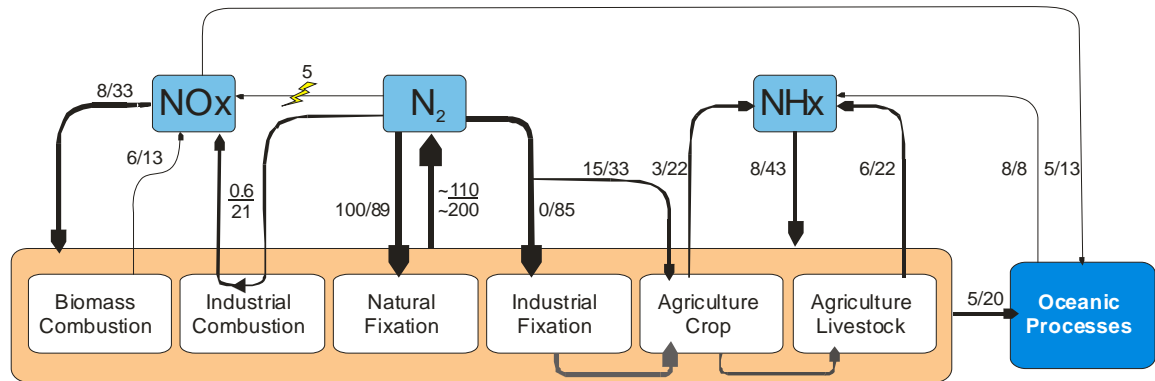 5
8/33
NOx
N2
NHx
6/13
0.6
21
100/89
~110
~200
0/85
15/33
3/22
8/43
6/22
8/8
5/13
Biomass
Combustion
Industrial
Combustion
Natural
Fixation
Industrial
Fixation
Agriculture
Crop
Agriculture
Livestock
5/20
Oceanic
Processes